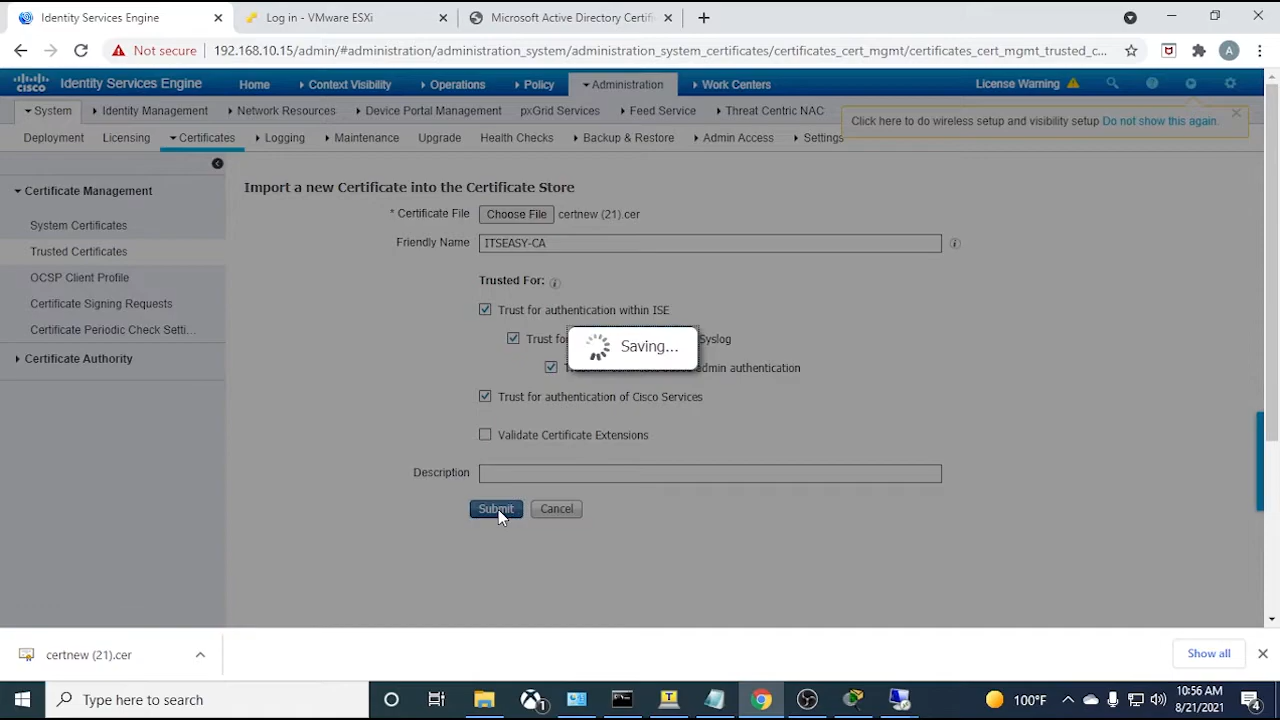 Identity Services Engine
Log in - VMware ESXi
Microsoft Active Directory Certifi
Not secure
192.168.10.15/admin/#administration/administration_system/administration_system_certificates/certificates_cert_mgmt/certificates_cert_mgmt_trusted_c...
A
cisco
Identity Services Engine
Home
Context Visibility
Operations
Policy
Administration
Work Centers
License Warning
System
Identity Management
Network Resources
Device Portal Management
pxGrid Services
Feed Service
Threat Centric NAC
Click here to do wireless setup and visibility setup Do not show this again.
Deployment
Licensing
Certificates
Logging
Maintenance
Upgrade
Health Checks
Backup & Restore
Admin Access
Settings
Certificate Management
System Certificates
Trusted Certificates
OCSP Client Profile
Certificate Signing Requests
Certificate Periodic Check Setti...
Certificate Authority
Import a new Certificate into the Certificate Store
* Certificate File
Choose File
certnew (21).cer
Friendly Name
ITSEASY-CA
Trusted For:
Trust for authentication within ISE
Trust fo
Syslog
Saving...
admin authentication
Trust for authentication of Cisco Services
Validate Certificate Extensions
Description
Submit
Cancel
certnew (21).cer
Show all
Type here to search
1
100°F
10:56 AM
8/21/2021
4